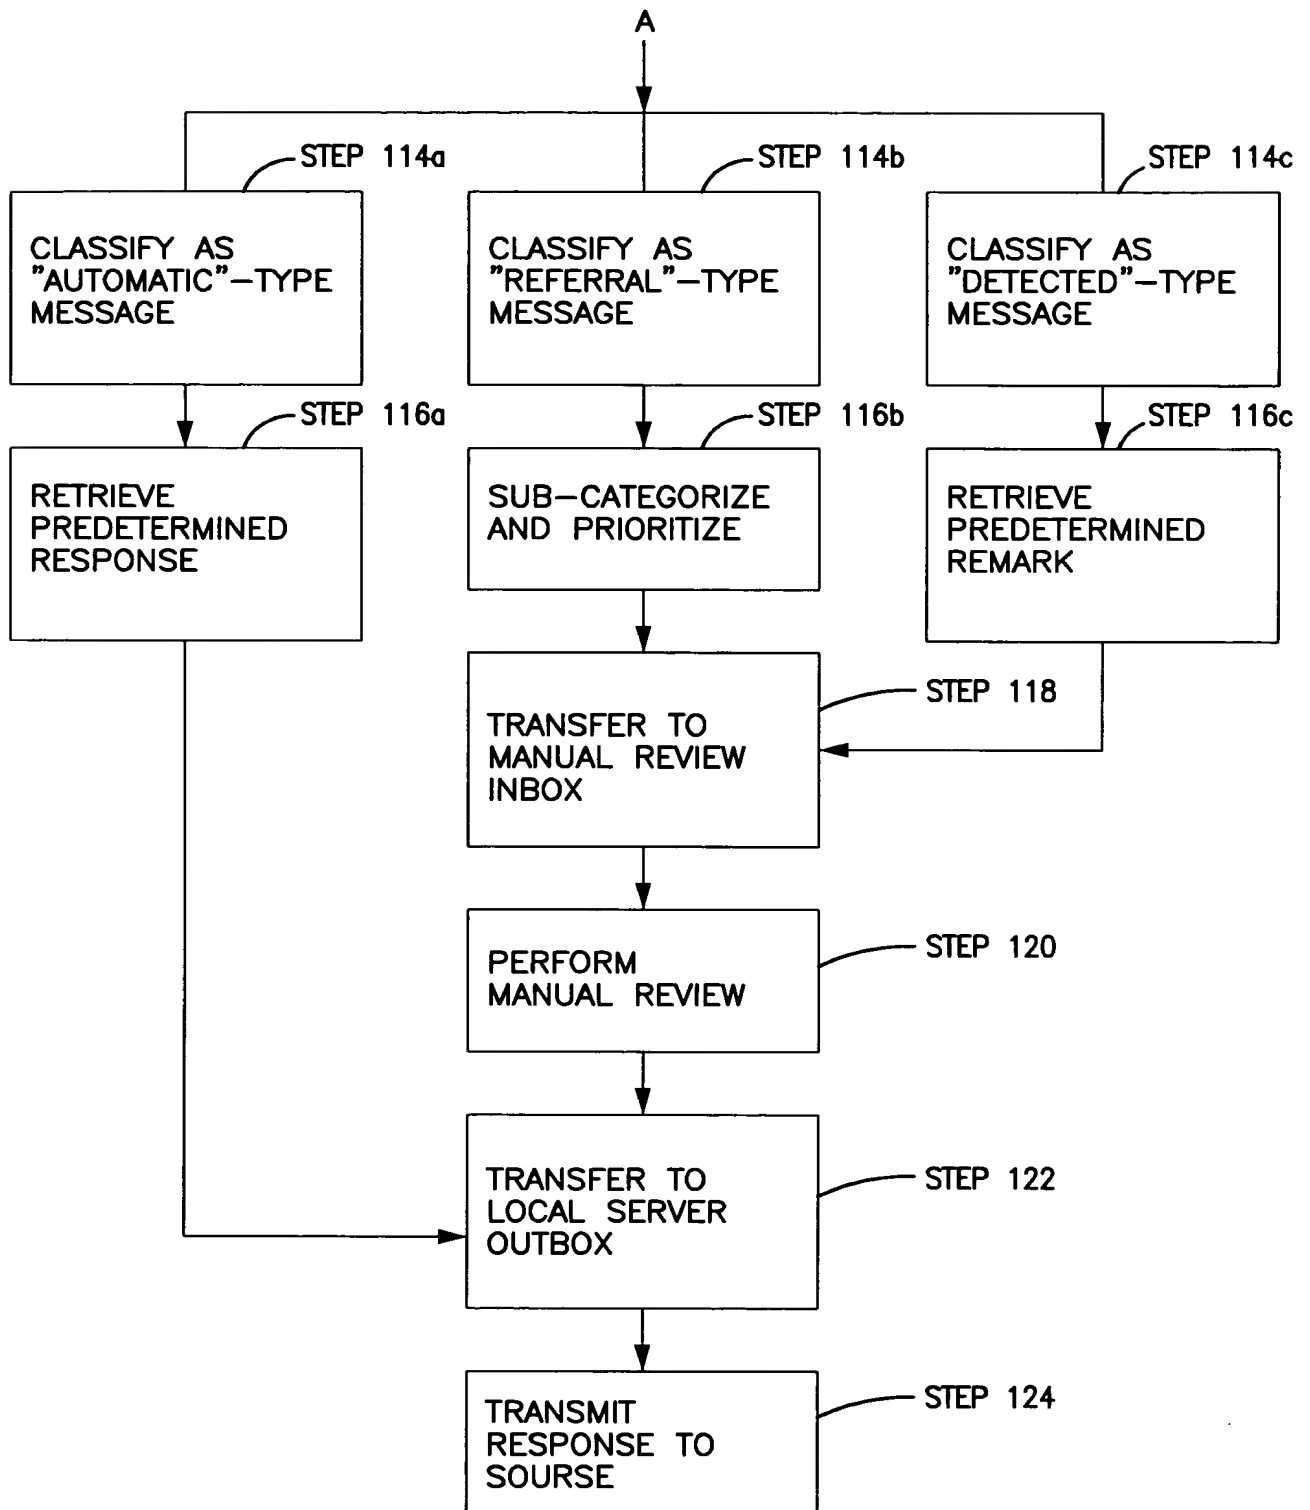 A
STEP 114a
STEP 114b
STEP 114c
CLASSIFY AS
"AUTOMATIC"-TYPE
MESSAGE
CLASSIFY AS
"REFERRAL"-TYPE
MESSAGE
CLASSIFY AS
"DETECTED"-TYPE
MESSAGE
STEP 116a
STEP 116b
STEP 116c
RETRIEVE
PREDETERMINED
RESPONSE
SUB-CATEGORIZE
AND PRIORITIZE
RETRIEVE
PREDETERMINED
REMARK
STEP 118
TRANSFER TO
MANUAL REVIEW
INBOX
STEP 120
PERFORM
MANUAL REVIEW
STEP 122
TRANSFER TO
LOCAL SERVER
OUTBOX
STEP 124
TRANSMIT
RESPONSE TO
SOURSE